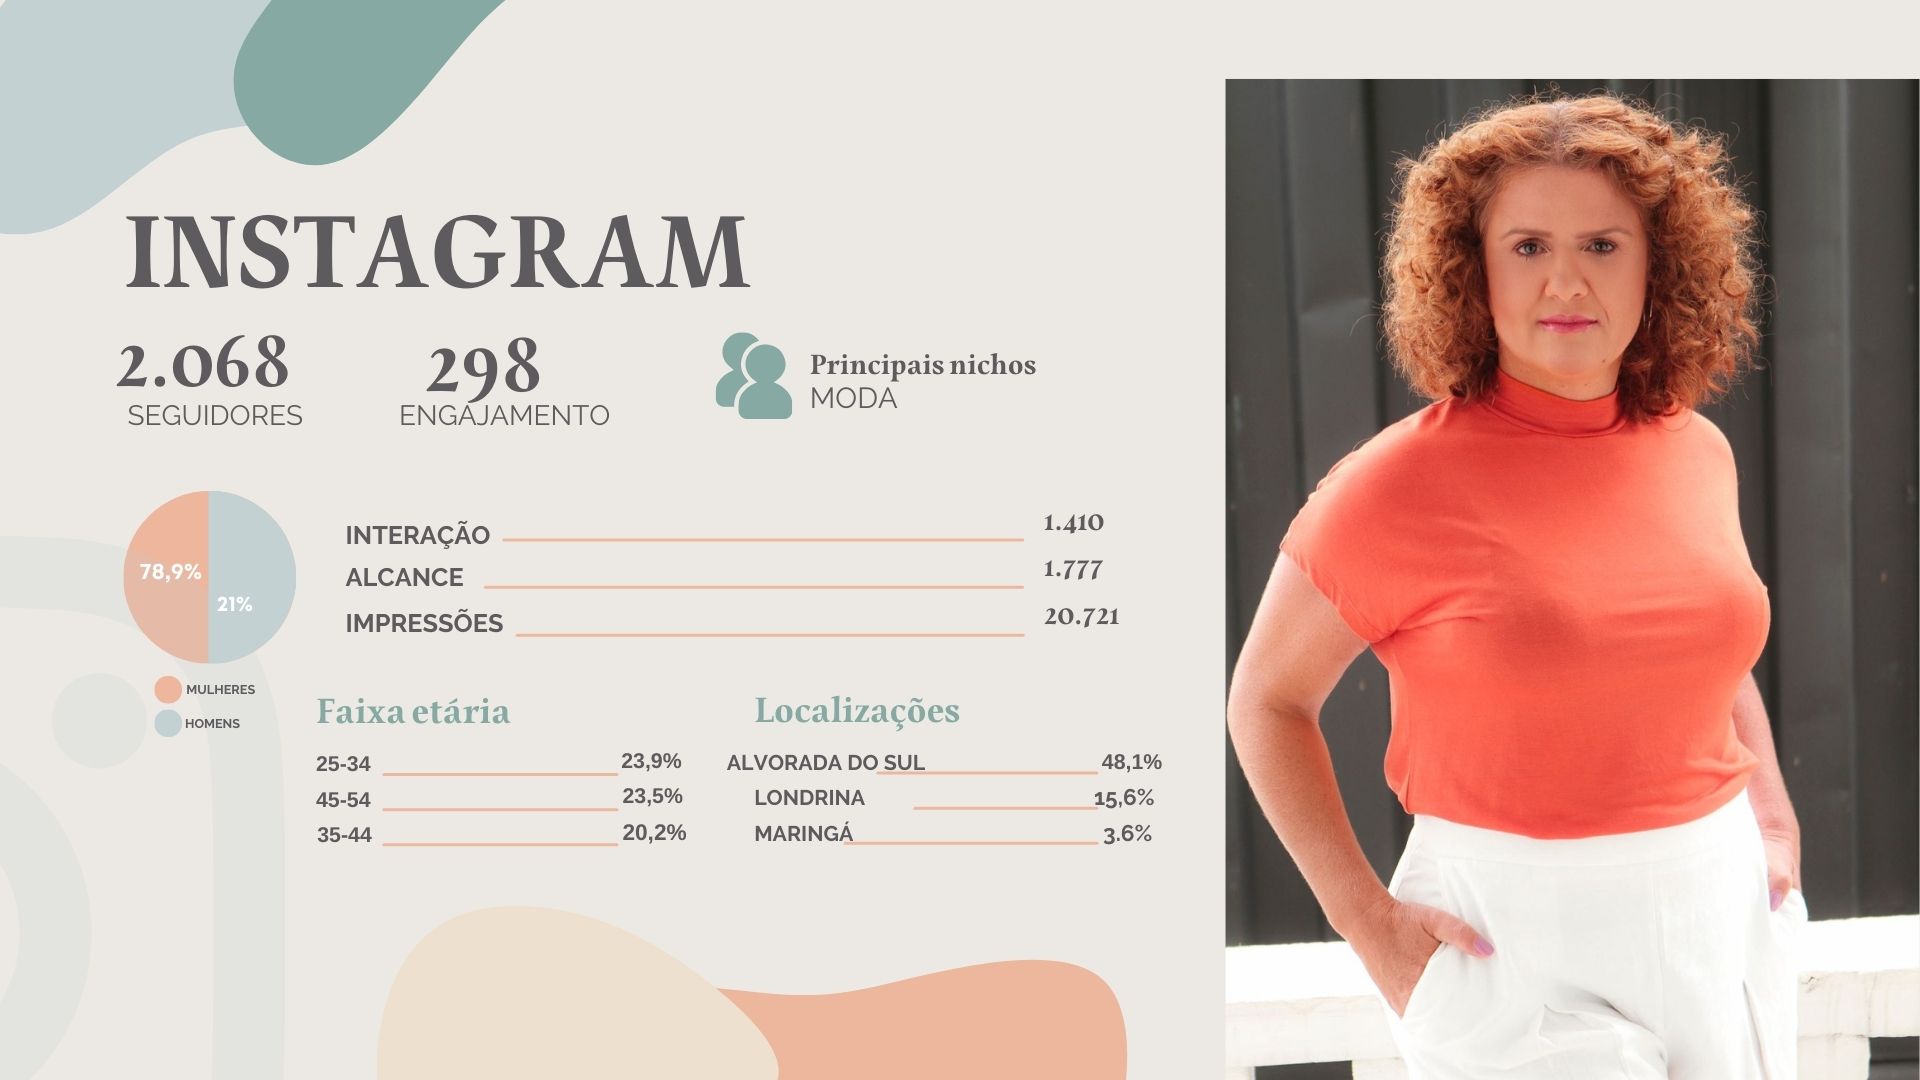 INSTAGRAM
2.068
SEGUIDORES
298
ENGAJAMENTO
Principais nichos
MODA
78,9%
21%
MULHERES
HOMENS
INTERAÇÃO 1.410
ALCANCE 1.777
IMPRESSÕES 20.721
Faixa etária
25-34 23,9%
45-54 23,5%
35-44 20,2%
Localizações
ALVORADA DO SUL 48,1%
LONDRINA 15,6%
MARINGÁ 3.6%